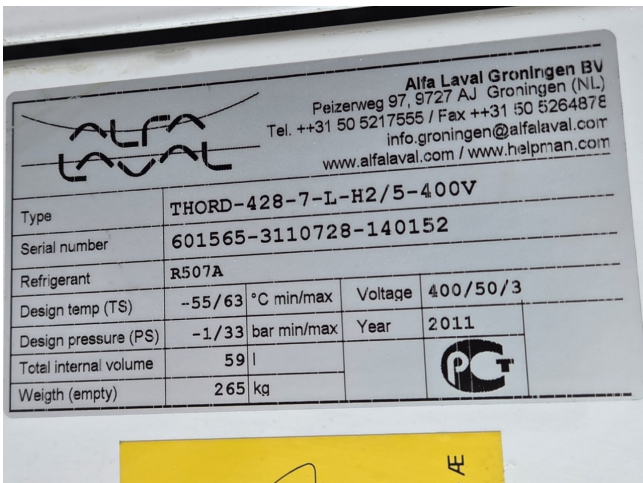 ALFA
LAVAL
Alfa Laval Groningen BV
Peizerweg 97, 9727 AJ Groningen (NL)
Tel. ++31 50 5217555 / Fax ++31 50 5264878
info.groningen@alfalaval.com
www.alfalaval.com / www.helpman.com
Type THORD-428-7-L-H2/5-400V
Serial number 601565-3110728-140152
Refrigerant R507A
Design temp (TS) -55/63 °C min/max Voltage 400/50/3
Design pressure (PS) -1/33 bar min/max Year 2011
Total internal volume 59 l
Weigth (empty) 265 kg
PCT
Æ